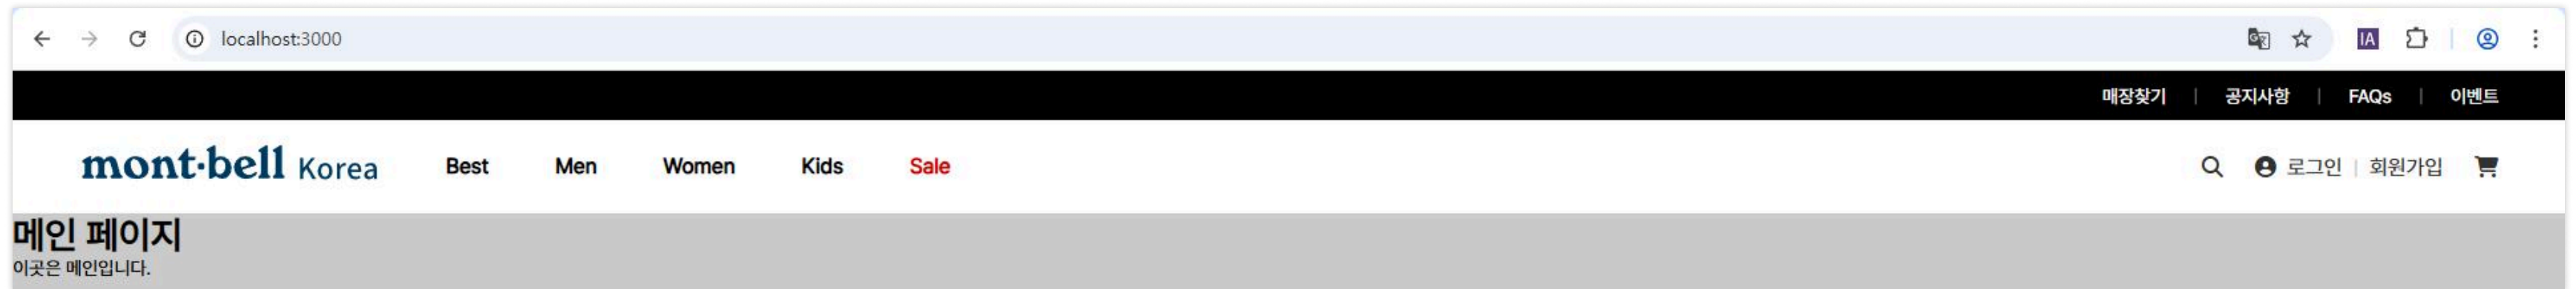 localhost:3000
매장찾기 | 공지사항 | FAQs | 이벤트
mont·bell Korea Best Men Women Kids Sale 로그인 | 회원가입
메인 페이지
이곳은 메인입니다.
IA